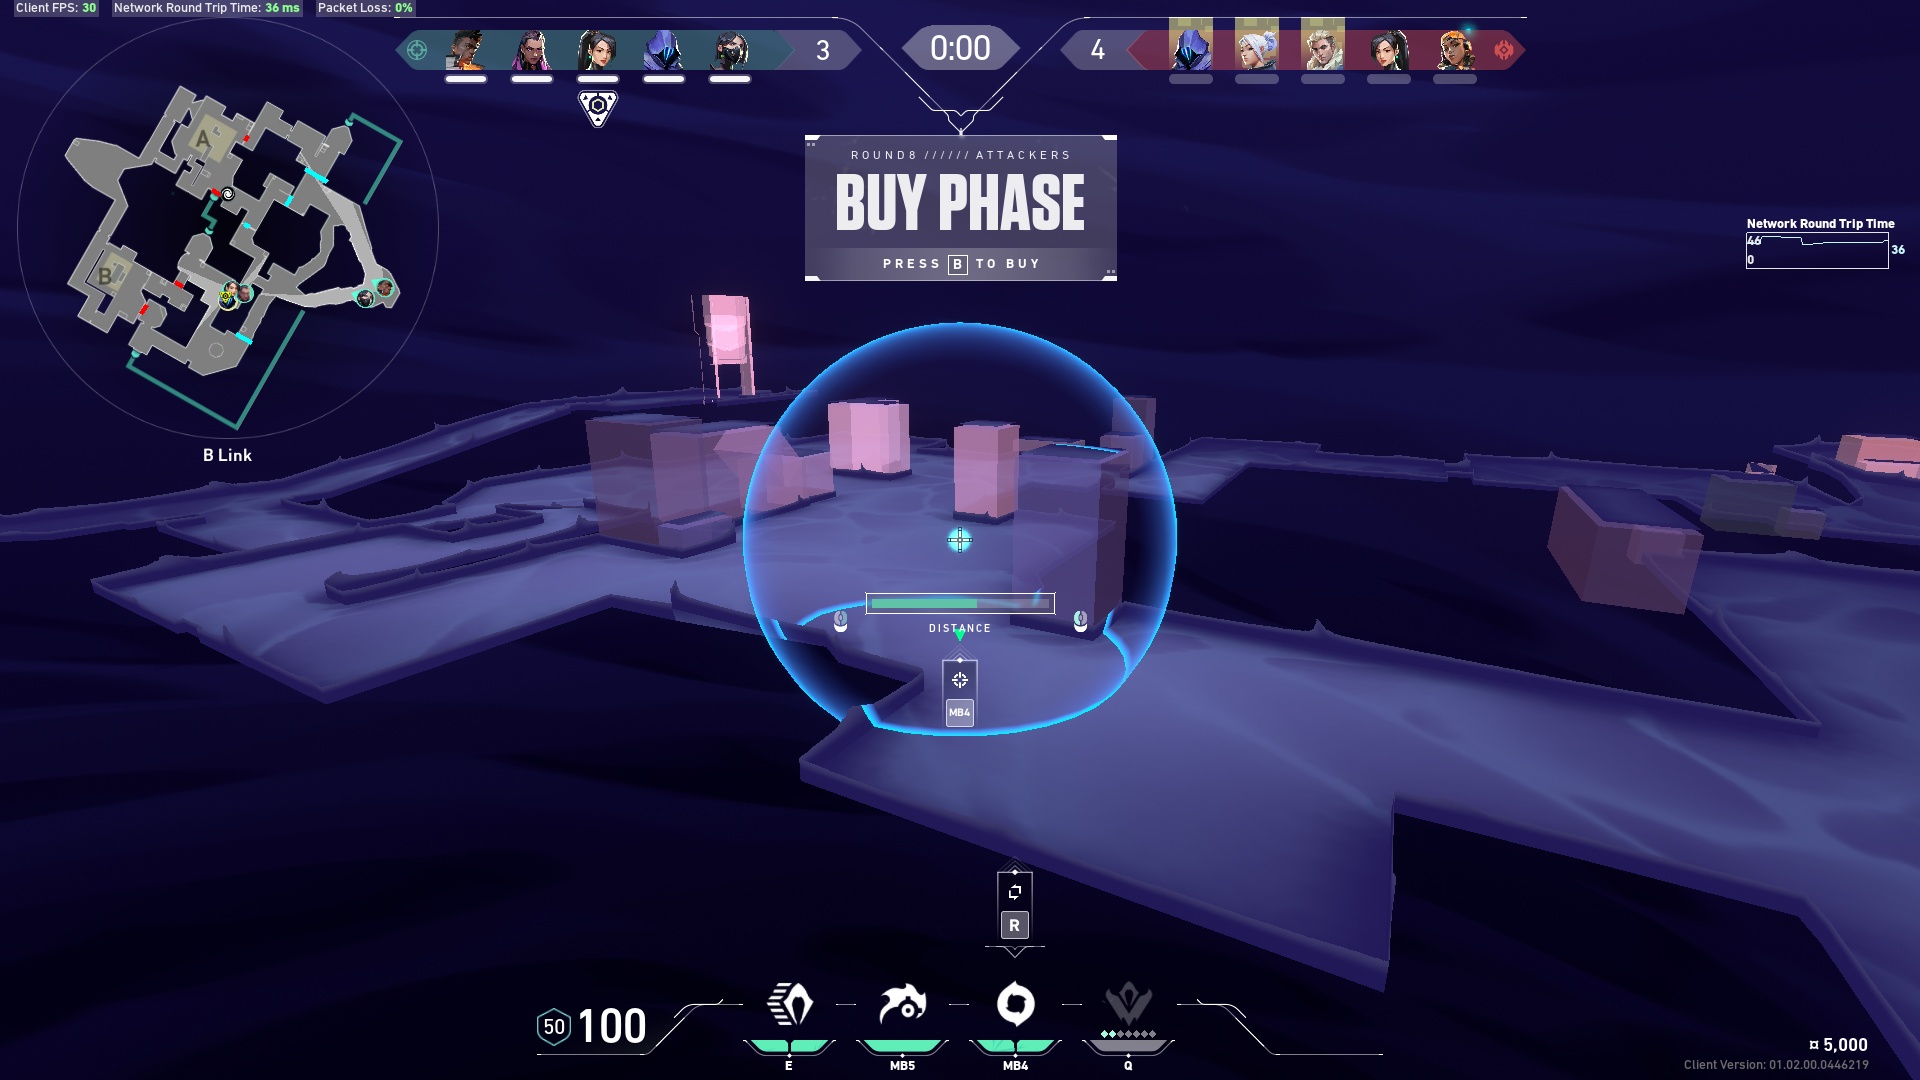 Client FPS: 30 Network Round Trip Time: 36 ms Packet Loss: 0%
3
0:00
4
ROUND 8 ////// ATTACKERS
BUY PHASE
PRESS B TO BUY
A
B
B Link
Network Round Trip Time
46
36
0
DISTANCE
MB4
R
50 100
E MB5 MB4 Q
¤ 5,000
Client Version: 01.02.00.0446219